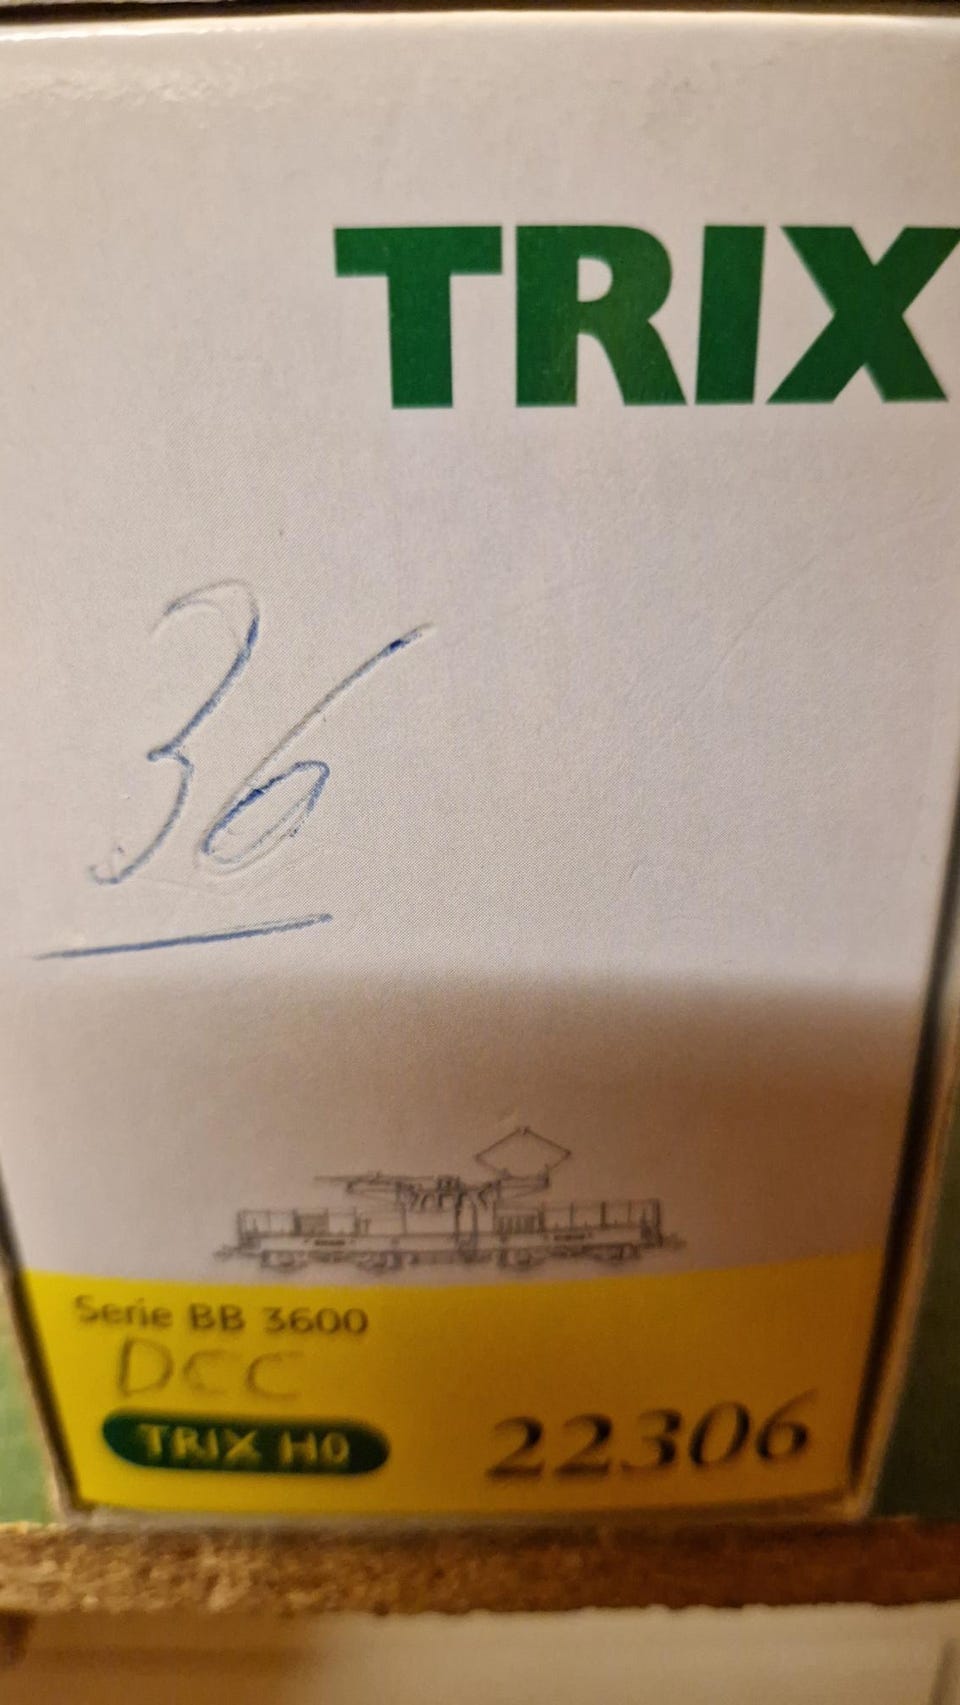 TRIX
36
Serie BB 3600
DCC
TRIX H0
22306